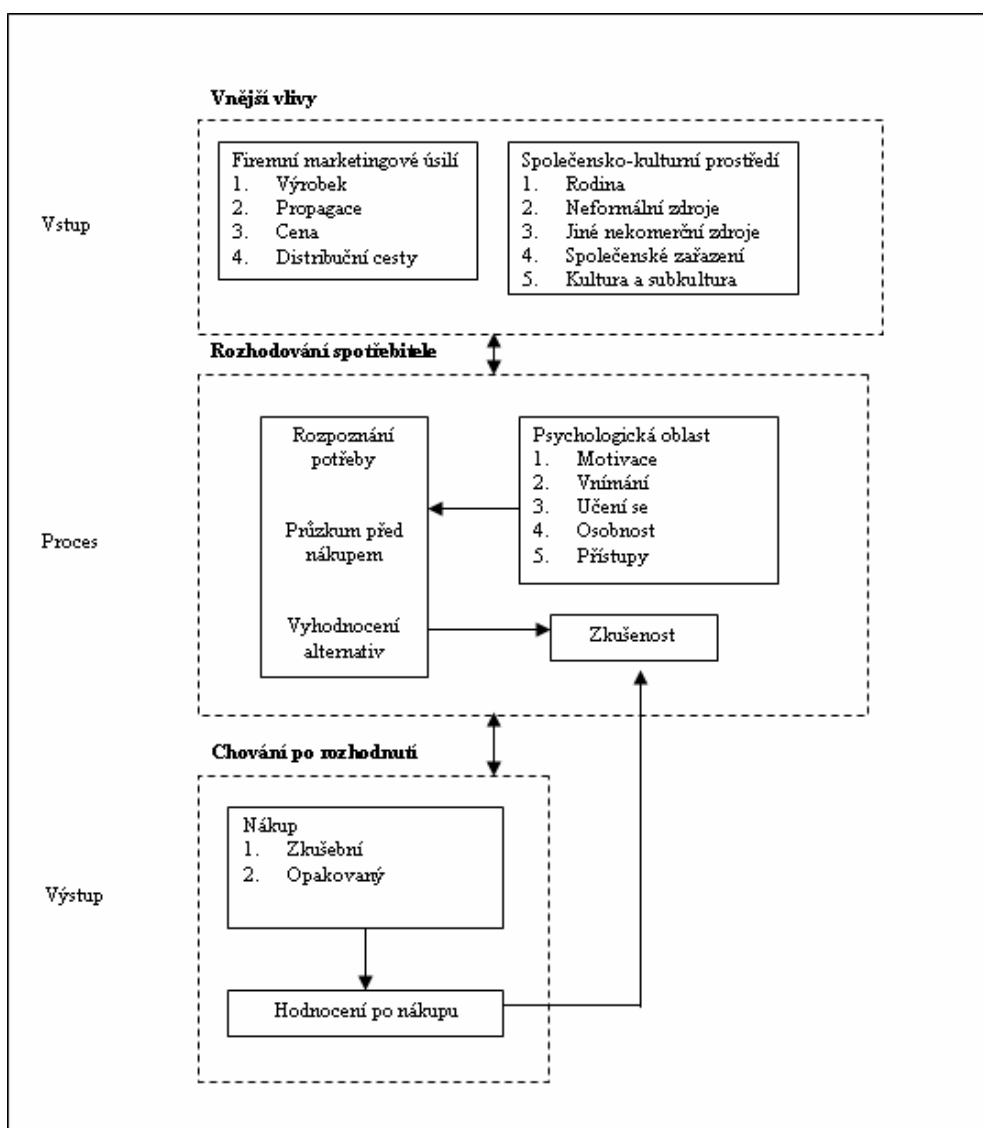 Vnější vlivy
Firemní marketingové úsilí
1. Výrobek
2. Propagace
3. Cena
4. Distribuční cesty
Společensko-kulturní prostředí
1. Rodina
2. Neformální zdroje
3. Jiné nekomerční zdroje
4. Společenské zařazení
5. Kultura a subkultura
Vstup
Rozhodování spotřebitele
Rozpoznání
potřeby
Průzkum před
nákupem
Vyhodnocení
alternativ
Psychologická oblast
1. Motivace
2. Vnímání
3. Učení se
4. Osobnost
5. Přístupy
Zkušenost
Proces
Chování po rozhodnutí
Nákup
1. Zkušební
2. Opakovaný
Výstup
Hodnocení po nákupu